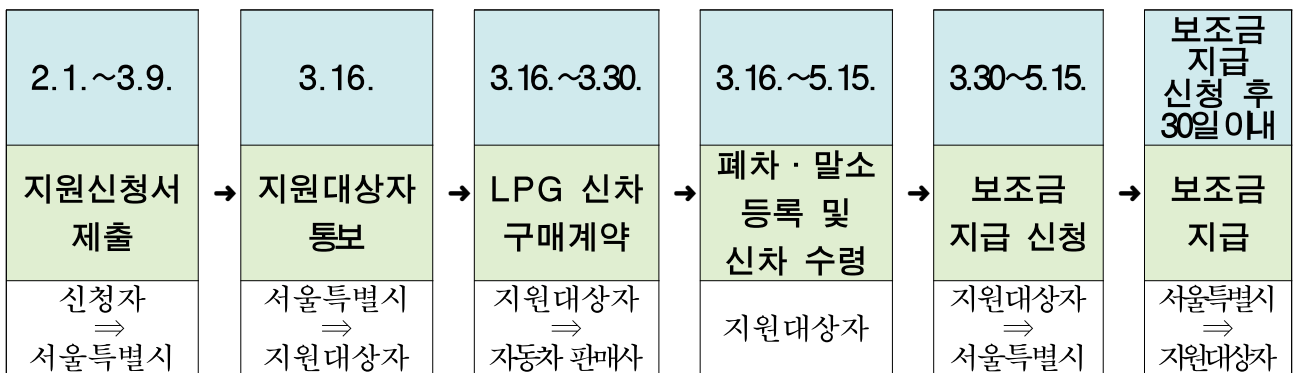 2.1.~3.9.
지원신청서
제출
신청자
⇒
서울특별시
➜
3.16.
지원대상자
통보
서울특별시
⇒
지원대상자
➜
3.16.~3.30.
LPG 신차
구매계약
지원대상자
⇒
자동차 판매사
➜
3.16.~5.15.
폐차·말소
등록 및
신차 수령
지원대상자
➜
3.30~5.15.
보조금
지급 신청
지원대상자
⇒
서울특별시
➜
보조금
지급
신청 후
30일 이내
보조금
지급
서울특별시
⇒
지원대상자